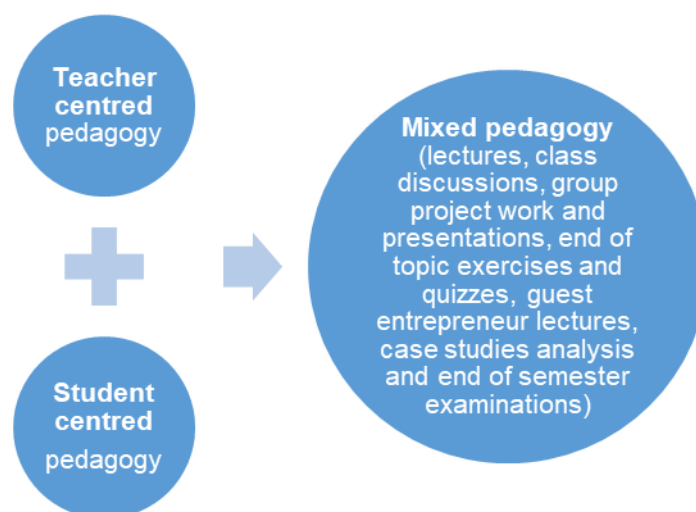 Teacher
centred
pedagogy
Student
centred
pedagogy
Mixed pedagogy
(lectures, class
discussions, group
project work and
presentations, end of
topic exercises and
quizzes, guest
entrepreneur lectures,
case studies analysis
and end of semester
examinations)